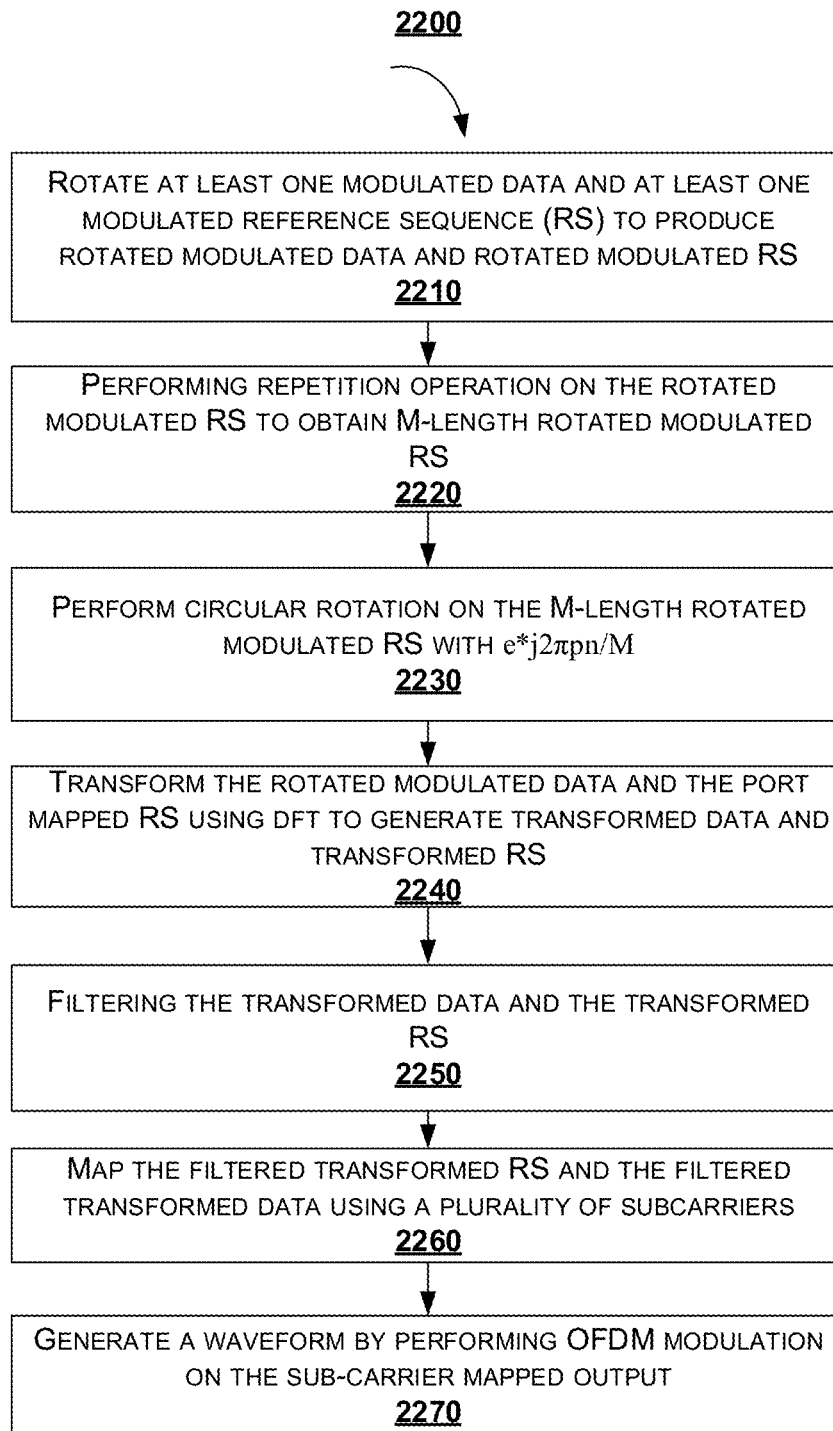 2200
ROTATE AT LEAST ONE MODULATED DATA AND AT LEAST ONE
MODULATED REFERENCE SEQUENCE (RS) TO PRODUCE
ROTATED MODULATED DATA AND ROTATED MODULATED RS
2210
PERFORMING REPETITION OPERATION ON THE ROTATED
MODULATED RS TO OBTAIN M-LENGTH ROTATED MODULATED
RS
2220
PERFORM CIRCULAR ROTATION ON THE M-LENGTH ROTATED
MODULATED RS WITH e*j2πpn/M
2230
TRANSFORM THE ROTATED MODULATED DATA AND THE PORT
MAPPED RS USING DFT TO GENERATE TRANSFORMED DATA AND
TRANSFORMED RS
2240
FILTERING THE TRANSFORMED DATA AND THE TRANSFORMED
RS
2250
MAP THE FILTERED TRANSFORMED RS AND THE FILTERED
TRANSFORMED DATA USING A PLURALITY OF SUBCARRIERS
2260
GENERATE A WAVEFORM BY PERFORMING OFDM MODULATION
ON THE SUB-CARRIER MAPPED OUTPUT
2270